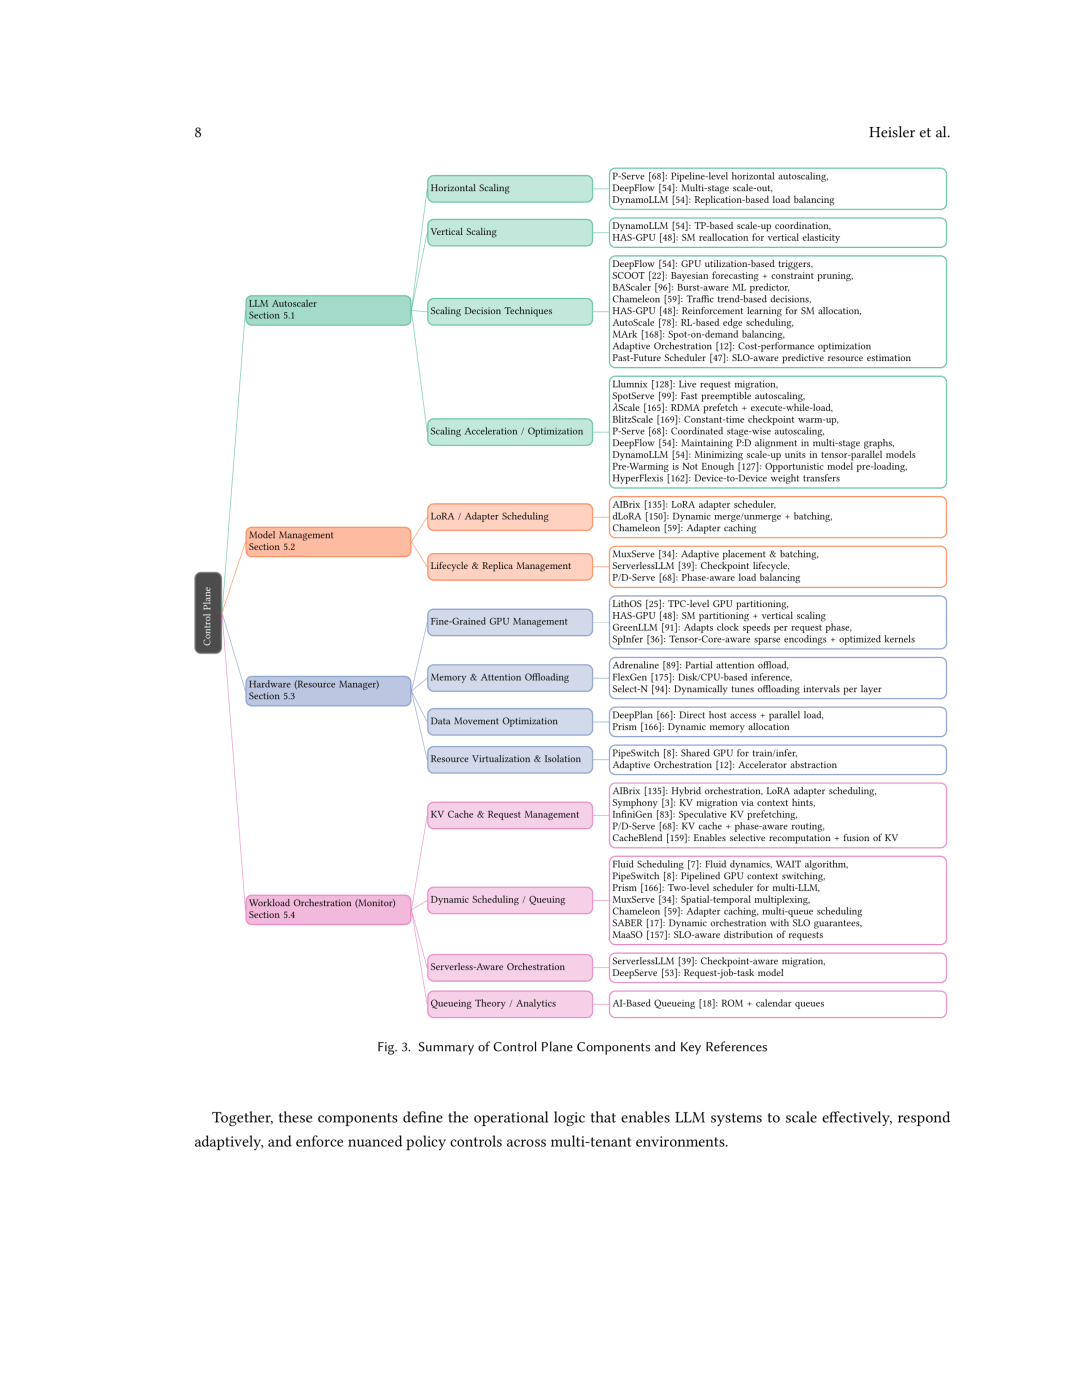 8
Heisler et al.
Control Plane
LLM Autoscaler
Section 5.1
Horizontal Scaling
P-Serve [68]: Pipeline-level horizontal autoscaling,
DeepFlow [54]: Multi-stage scale-out,
DynamoLLM [54]: Replication-based load balancing
Vertical Scaling
DynamoLLM [54]: TP-based scale-up coordination,
HAS-GPU [48]: SM reallocation for vertical elasticity
Scaling Decision Techniques
DeepFlow [54]: GPU utilization-based triggers,
SCOOT [22]: Bayesian forecasting + constraint pruning,
BAScaler [96]: Burst-aware ML predictor,
Chameleon [59]: Traffic trend-based decisions,
HAS-GPU [48]: Reinforcement learning for SM allocation,
AutoScale [78]: RL-based edge scheduling,
MArk [168]: Spot-on-demand balancing,
Adaptive Orchestration [12]: Cost-performance optimization
Past-Future Scheduler [47]: SLO-aware predictive resource estimation
Scaling Acceleration / Optimization
Llumnix [128]: Live request migration,
SpotServe [99]: Fast preemptible autoscaling,
λScale [165]: RDMA prefetch + execute-while-load,
BlitzScale [169]: Constant-time checkpoint warm-up,
P-Serve [68]: Coordinated stage-wise autoscaling,
DeepFlow [54]: Maintaining P:D alignment in multi-stage graphs,
DynamoLLM [54]: Minimizing scale-up units in tensor-parallel models
Pre-Warming is Not Enough [127]: Opportunistic model pre-loading,
HyperFlexis [162]: Device-to-Device weight transfers
Model Management
Section 5.2
LoRA / Adapter Scheduling
AIBrix [135]: LoRA adapter scheduler,
dLoRA [150]: Dynamic merge/unmerge + batching,
Chameleon [59]: Adapter caching
Lifecycle & Replica Management
MuxServe [34]: Adaptive placement & batching,
ServerlessLLM [39]: Checkpoint lifecycle,
P/D-Serve [68]: Phase-aware load balancing
Hardware (Resource Manager)
Section 5.3
Fine-Grained GPU Management
LithOS [25]: TPC-level GPU partitioning,
HAS-GPU [48]: SM partitioning + vertical scaling
GreenLLM [91]: Adapts clock speeds per request phase,
SpInfer [36]: Tensor-Core-aware sparse encodings + optimized kernels
Memory & Attention Offloading
Adrenaline [89]: Partial attention offload,
FlexGen [175]: Disk/CPU-based inference,
Select-N [94]: Dynamically tunes offloading intervals per layer
Data Movement Optimization
DeepPlan [66]: Direct host access + parallel load,
Prism [166]: Dynamic memory allocation
Resource Virtualization & Isolation
PipeSwitch [8]: Shared GPU for train/infer,
Adaptive Orchestration [12]: Accelerator abstraction
Workload Orchestration (Monitor)
Section 5.4
KV Cache & Request Management
AIBrix [135]: Hybrid orchestration, LoRA adapter scheduling,
Symphony [3]: KV migration via context hints,
InfiniGen [83]: Speculative KV prefetching,
P/D-Serve [68]: KV cache + phase-aware routing,
CacheBlend [159]: Enables selective recomputation + fusion of KV
Dynamic Scheduling / Queuing
Fluid Scheduling [7]: Fluid dynamics, WAIT algorithm,
PipeSwitch [8]: Pipelined GPU context switching,
Prism [166]: Two-level scheduler for multi-LLM,
MuxServe [34]: Spatial-temporal multiplexing,
Chameleon [59]: Adapter caching, multi-queue scheduling
SABER [17]: Dynamic orchestration with SLO guarantees,
MaaSO [157]: SLO-aware distribution of requests
Serverless-Aware Orchestration
ServerlessLLM [39]: Checkpoint-aware migration,
DeepServe [53]: Request-job-task model
Queueing Theory / Analytics
AI-Based Queueing [18]: ROM + calendar queues
Fig. 3. Summary of Control Plane Components and Key References
Together, these components define the operational logic that enables LLM systems to scale effectively, respond
adaptively, and enforce nuanced policy controls across multi-tenant environments.